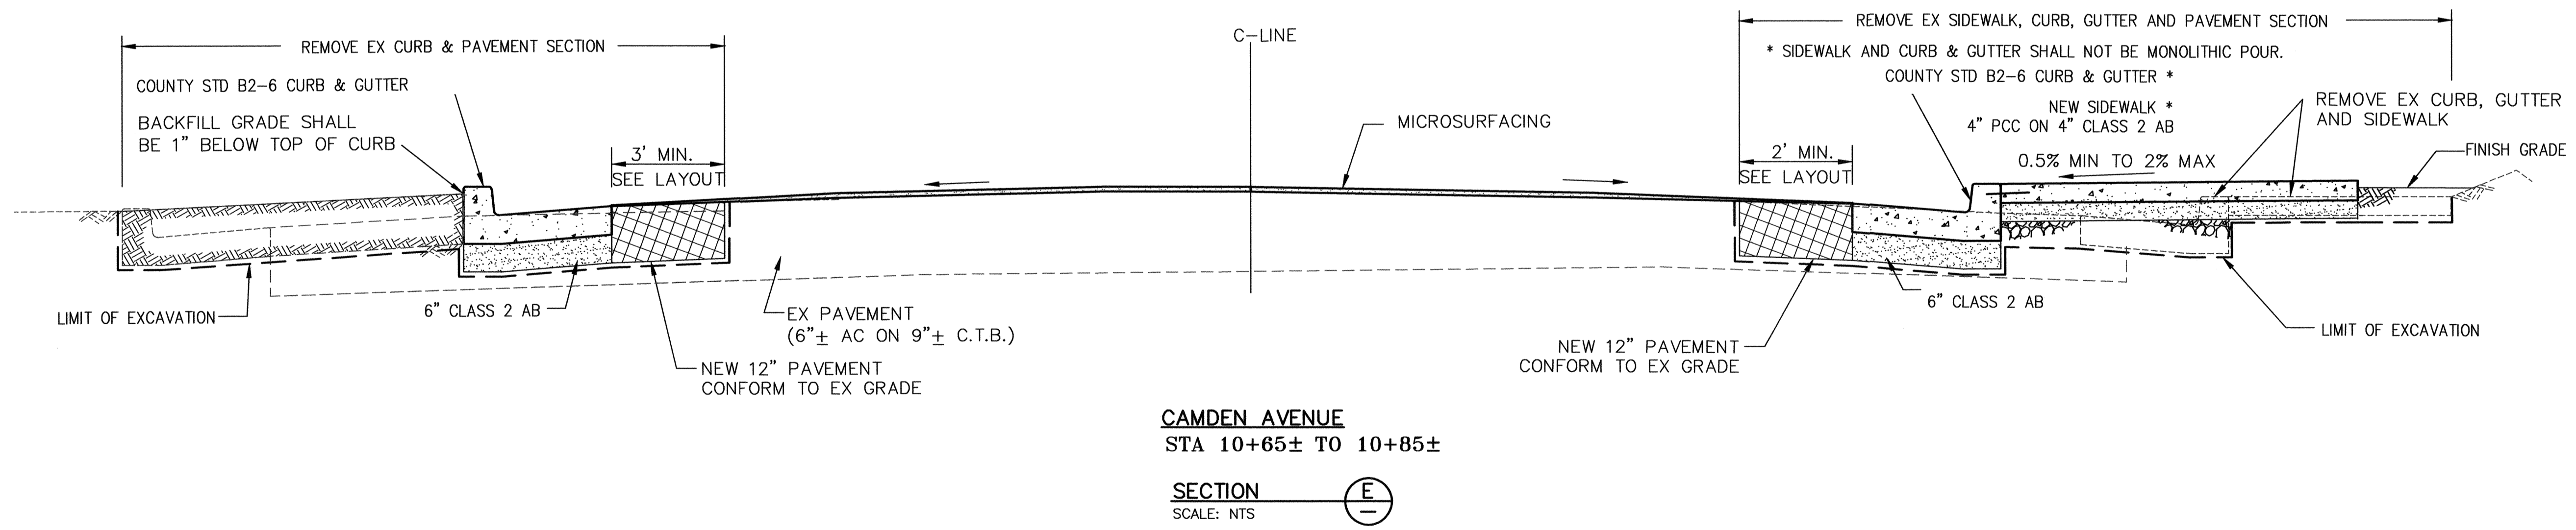 REMOVE EX CURB & PAVEMENT SECTION
COUNTY STD B2-6 CURB & GUTTER
BACKFILL GRADE SHALL
BE 1" BELOW TOP OF CURB
3' MIN.
SEE LAYOUT
C-LINE
MICROSURFACING
REMOVE EX SIDEWALK, CURB, GUTTER AND PAVEMENT SECTION
* SIDEWALK AND CURB & GUTTER SHALL NOT BE MONOLITHIC POUR.
COUNTY STD B2-6 CURB & GUTTER *
NEW SIDEWALK *
4" PCC ON 4" CLASS 2 AB
REMOVE EX CURB, GUTTER
AND SIDEWALK
2' MIN.
SEE LAYOUT
0.5% MIN TO 2% MAX
FINISH GRADE
LIMIT OF EXCAVATION
6" CLASS 2 AB
EX PAVEMENT
(6"± AC ON 9"± C.T.B.)
NEW 12" PAVEMENT
CONFORM TO EX GRADE
NEW 12" PAVEMENT
CONFORM TO EX GRADE
6" CLASS 2 AB
LIMIT OF EXCAVATION
CAMDEN AVENUE
STA 10+65± TO 10+85±
SECTION
SCALE: NTS
E
–